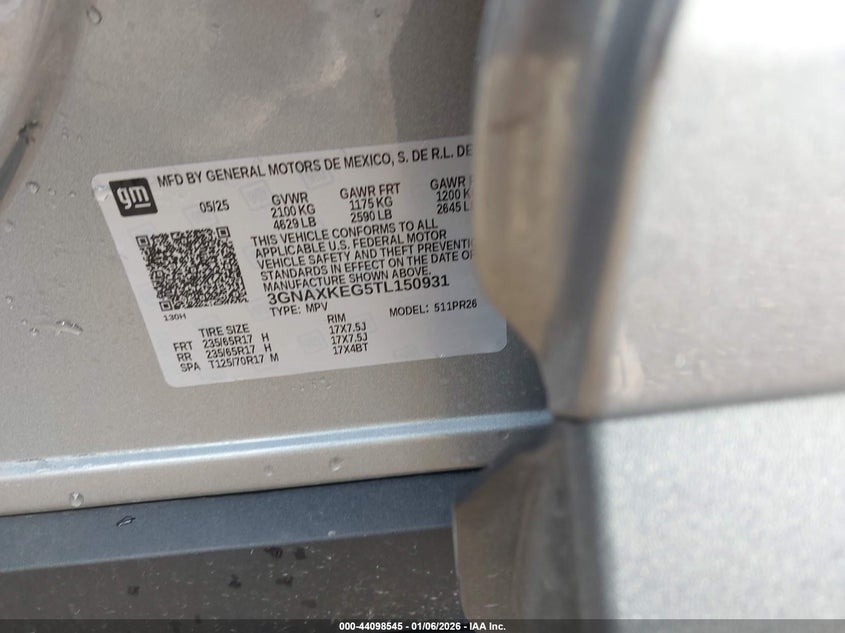 MFD BY GENERAL MOTORS DE MEXICO, S. DE R.L. DE
gm
05/25 GVWR GAWR FRT GAWR
2100 KG 1175 KG 1200 K
4629 LB 2590 LB 2645 L
THIS VEHICLE CONFORMS TO ALL
APPLICABLE U.S. FEDERAL MOTOR
VEHICLE SAFETY AND THEFT PREVENTI
STANDARDS IN EFFECT ON THE DATE OF
MANUFACTURE SHOWN ABOVE.
3GNAXKEG5TL150931
130H
TYPE: MPV MODEL: 511PR26
TIRE SIZE RIM
FRT 235/65R17 H 17X7.5J
RR 235/65R17 H 17X7.5J
SPA T125/70R17 M 17X4BT
000-44098545 - 01/06/2026 - IAA Inc.